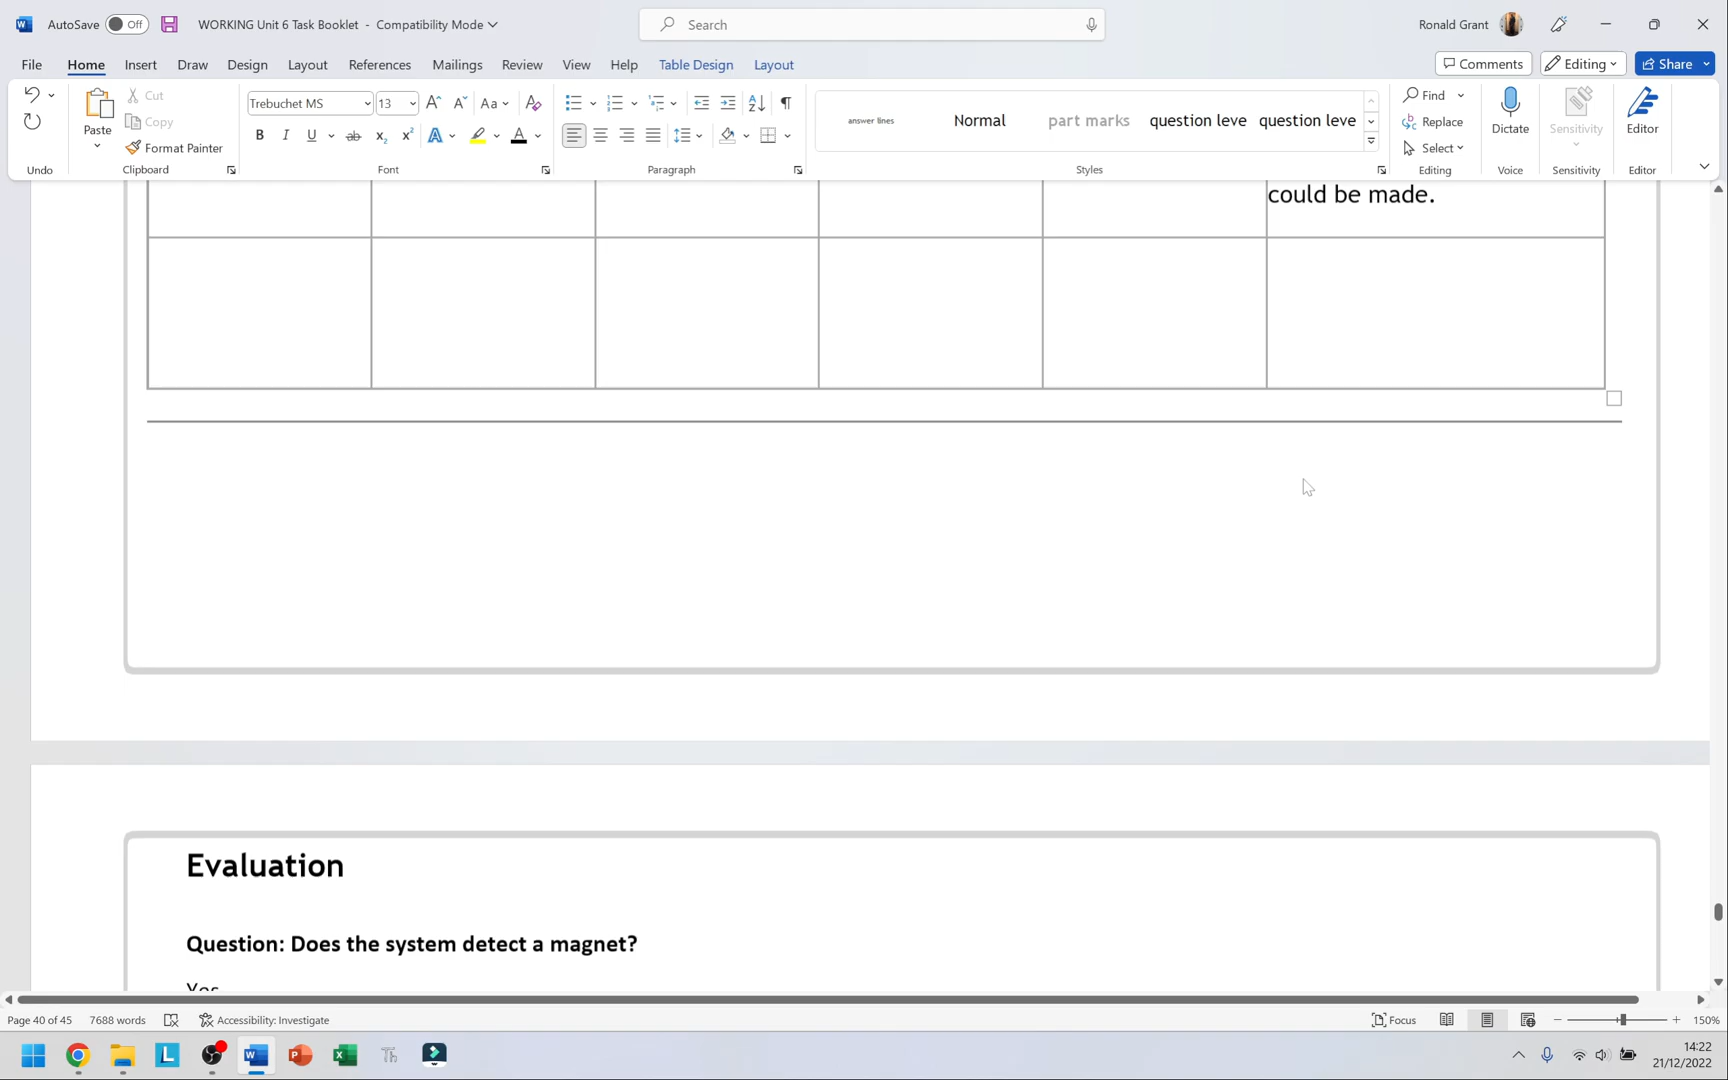 AutoSave Off WORKING Unit 6 Task Booklet - Compatibility Mode Search Ronald Grant
File Home Insert Draw Design Layout References Mailings Review View Help Table Design Layout Comments Editing Share
Paste Cut Copy Format Painter
Trebuchet MS 13
answer lines Normal part marks question leve question leve
Find Replace Select
Dictate Sensitivity Editor
Undo Clipboard Font Paragraph Styles Editing Voice Sensitivity Editor
could be made.
Evaluation
Question: Does the system detect a magnet?
Yes
Page 40 of 45 7688 words Accessibility: Investigate Focus 150%
14:22
21/12/2022